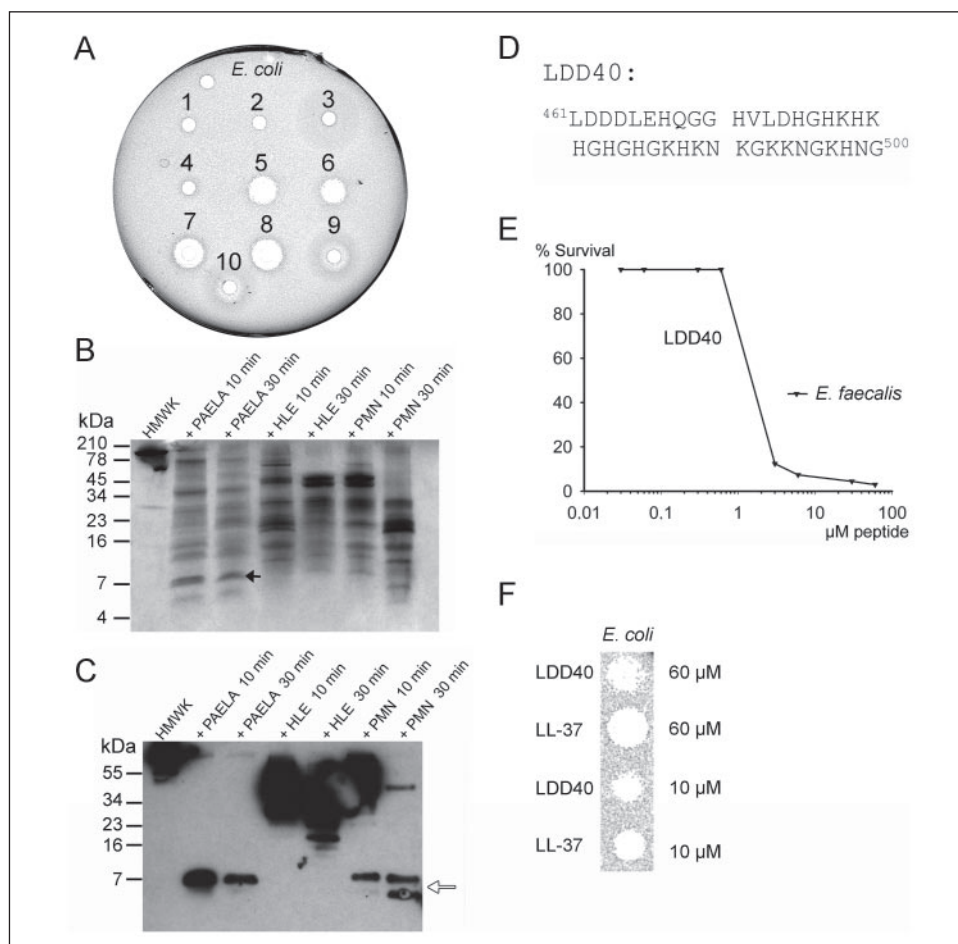 A
E. coli
1 2 3
4 5 6
7 8 9
10
B
HMWK
+ PAELA 10 min
+ PAELA 30 min
+ HLE 10 min
+ HLE 30 min
+ PMN 10 min
+ PMN 30 min
kDa
210
78
45
34
23
16
7
4
C
HMWK
+ PAELA 10 min
+ PAELA 30 min
+ HLE 10 min
+ HLE 30 min
+ PMN 10 min
+ PMN 30 min
kDa
55
34
23
16
7
D
LDD40:
461LDDDLEHQGG HVLDHGHKHK
HGHGHGKHKN KGKKNGKHNG500
E
% Survival
100
80
60
40
20
0
LDD40
E. faecalis
0.01 0.1 1 10 100
µM peptide
F
E. coli
LDD40 60 µM
LL-37 60 µM
LDD40 10 µM
LL-37 10 µM